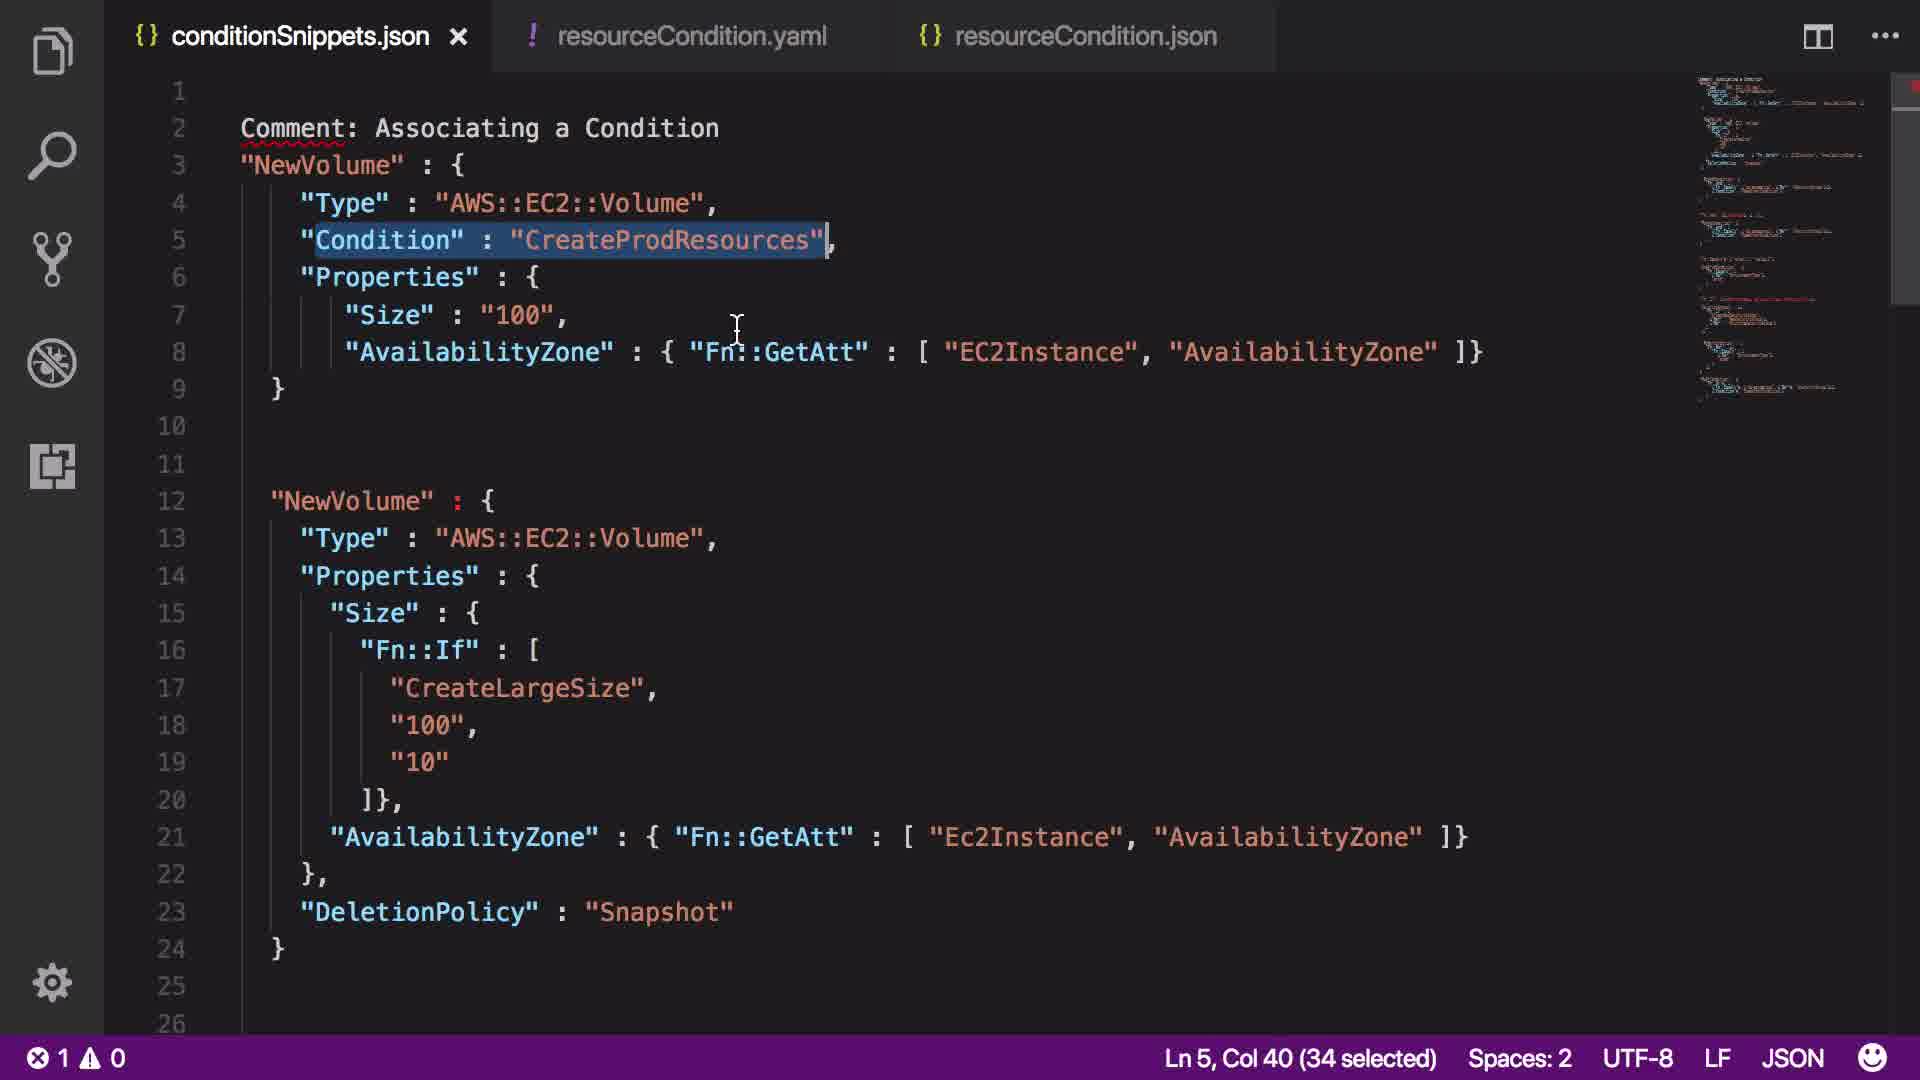 {} conditionSnippets.json × ! resourceCondition.yaml {} resourceCondition.json
1
2 Comment: Associating a Condition
3 "NewVolume" : {
4 "Type" : "AWS::EC2::Volume",
5 "Condition" : "CreateProdResources",
6 "Properties" : {
7 "Size" : "100",
8 "AvailabilityZone" : { "Fn::GetAtt" : [ "EC2Instance", "AvailabilityZone" ]}
9 }
10
11
12 "NewVolume" : {
13 "Type" : "AWS::EC2::Volume",
14 "Properties" : {
15 "Size" : {
16 "Fn::If" : [
17 "CreateLargeSize",
18 "100",
19 "10"
20 ]},
21 "AvailabilityZone" : { "Fn::GetAtt" : [ "Ec2Instance", "AvailabilityZone" ]}
22 },
23 "DeletionPolicy" : "Snapshot"
24 }
25
26
1 0 Ln 5, Col 40 (34 selected) Spaces: 2 UTF-8 LF JSON